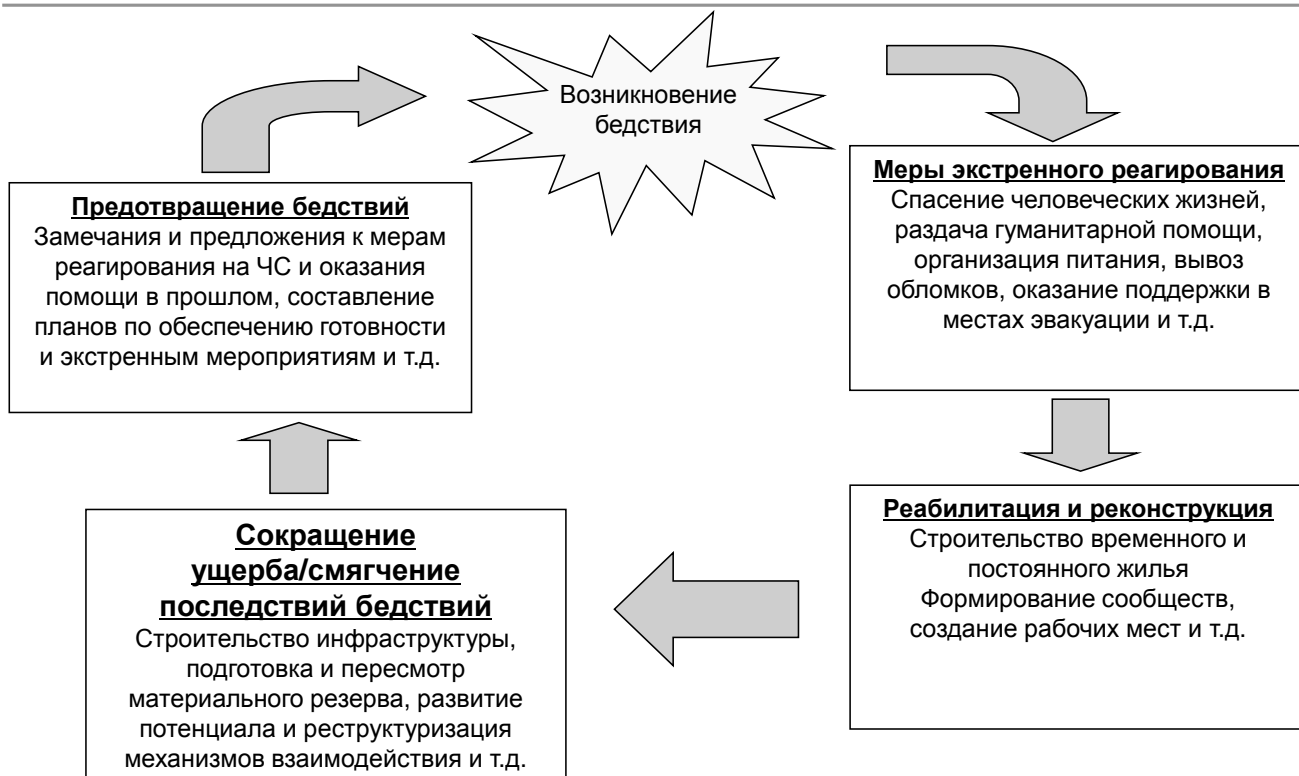 Возникновение
бедствия
Меры экстренного реагирования
Спасение человеческих жизней,
раздача гуманитарной помощи,
организация питания, вывоз
обломков, оказание поддержки в
местах эвакуации и т.д.
Реабилитация и реконструкция
Строительство временного и
постоянного жилья
Формирование сообществ,
создание рабочих мест и т.д.
Сокращение
ущерба/смягчение
последствий бедствий
Строительство инфраструктуры,
подготовка и пересмотр
материального резерва, развитие
потенциала и реструктуризация
механизмов взаимодействия и т.д.
Предотвращение бедствий
Замечания и предложения к мерам
реагирования на ЧС и оказания
помощи в прошлом, составление
планов по обеспечению готовности
и экстренным мероприятиям и т.д.